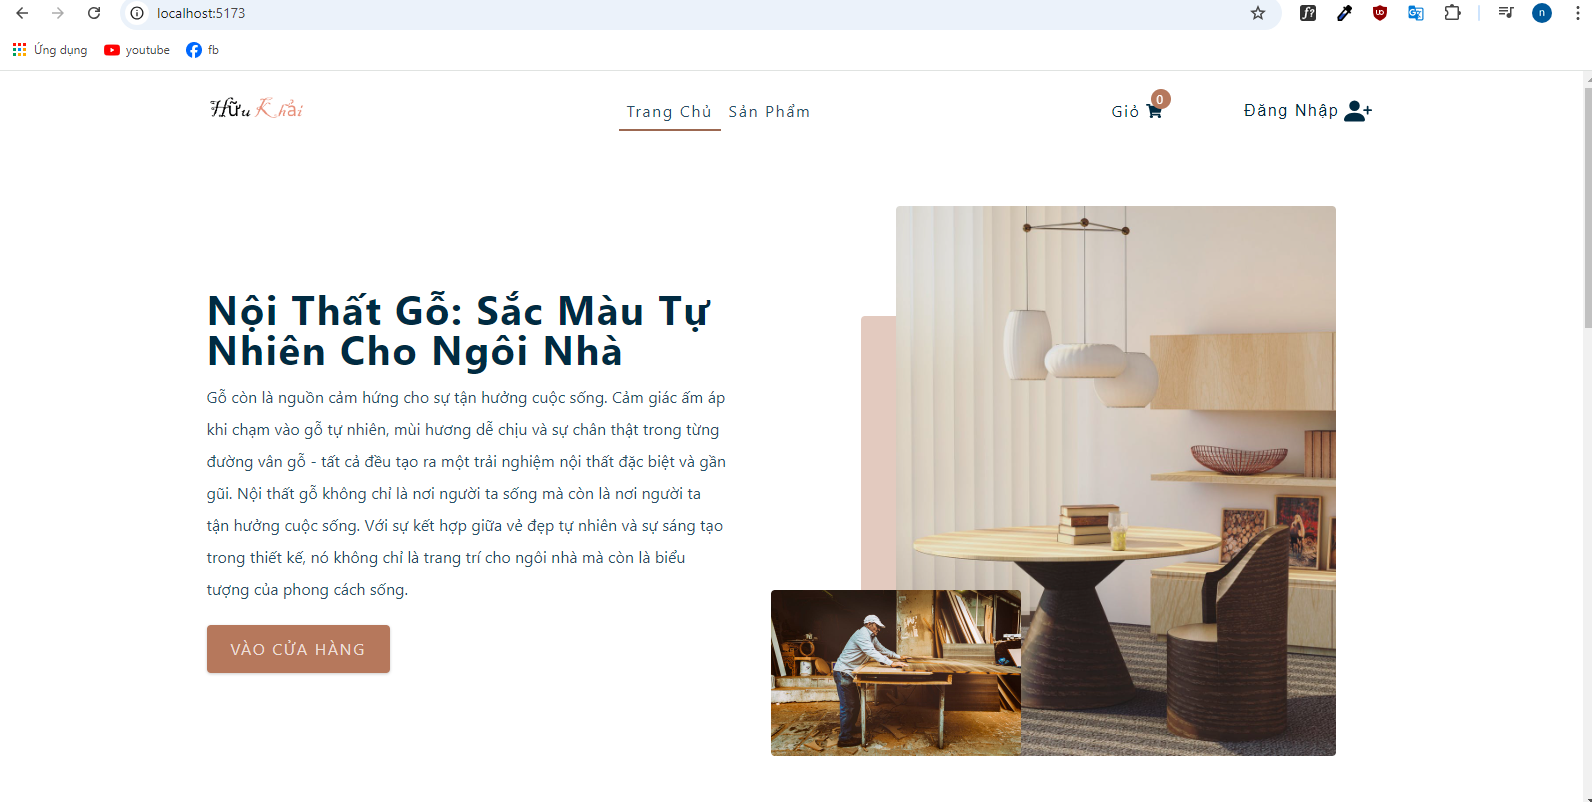 localhost:5173
f?
UO
G
n
Ứng dụng youtube fb
Hữu Khải
Trang Chủ Sản Phẩm Giỏ 0 Đăng Nhập
Nội Thất Gỗ: Sắc Màu Tự
Nhiên Cho Ngôi Nhà
Gỗ còn là nguồn cảm hứng cho sự tận hưởng cuộc sống. Cảm giác ấm áp
khi chạm vào gỗ tự nhiên, mùi hương dễ chịu và sự chân thật trong từng
đường vân gỗ - tất cả đều tạo ra một trải nghiệm nội thất đặc biệt và gần
gũi. Nội thất gỗ không chỉ là nơi người ta sống mà còn là nơi người ta
tận hưởng cuộc sống. Với sự kết hợp giữa vẻ đẹp tự nhiên và sự sáng tạo
trong thiết kế, nó không chỉ là trang trí cho ngôi nhà mà còn là biểu
tượng của phong cách sống.
VÀO CỬA HÀNG